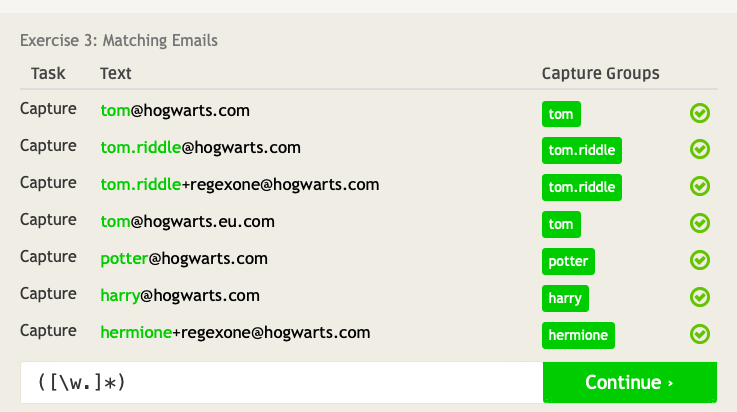 Exercise 3: Matching Emails
Task Text Capture Groups
Capture tom@hogwarts.com tom
Capture tom.riddle@hogwarts.com tom.riddle
Capture tom.riddle+regexone@hogwarts.com tom.riddle
Capture tom@hogwarts.eu.com tom
Capture potter@hogwarts.com potter
Capture harry@hogwarts.com harry
Capture hermione+regexone@hogwarts.com hermione
([\w.]*) Continue ›